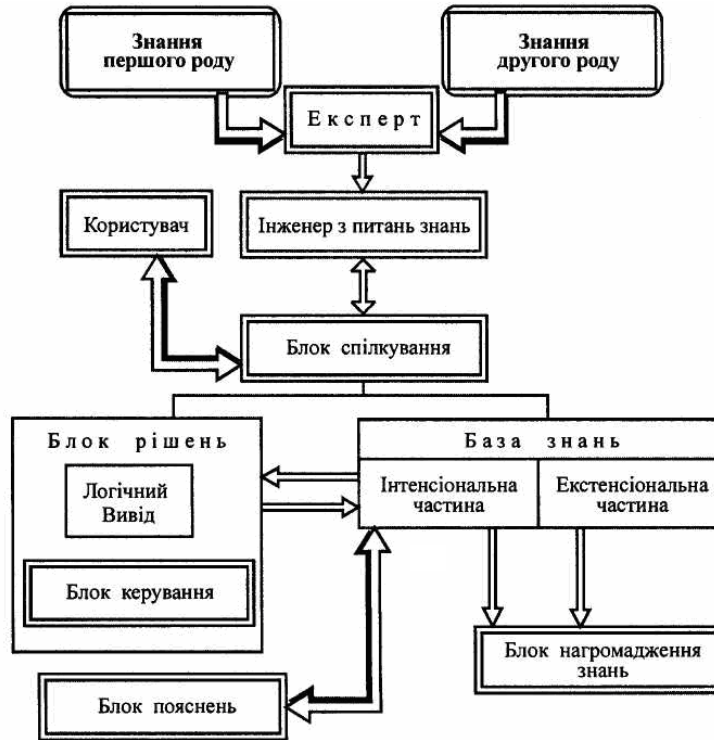 Знання
першого роду
Знання
другого роду
Експерт
Користувач
Інженер з питань знань
Блок спілкування
Блок рішень
Логічний
Вивід
Блок керування
База знань
Інтенсіональна
частина
Екстенсіональна
частина
Блок нагромадження
знань
Блок пояснень